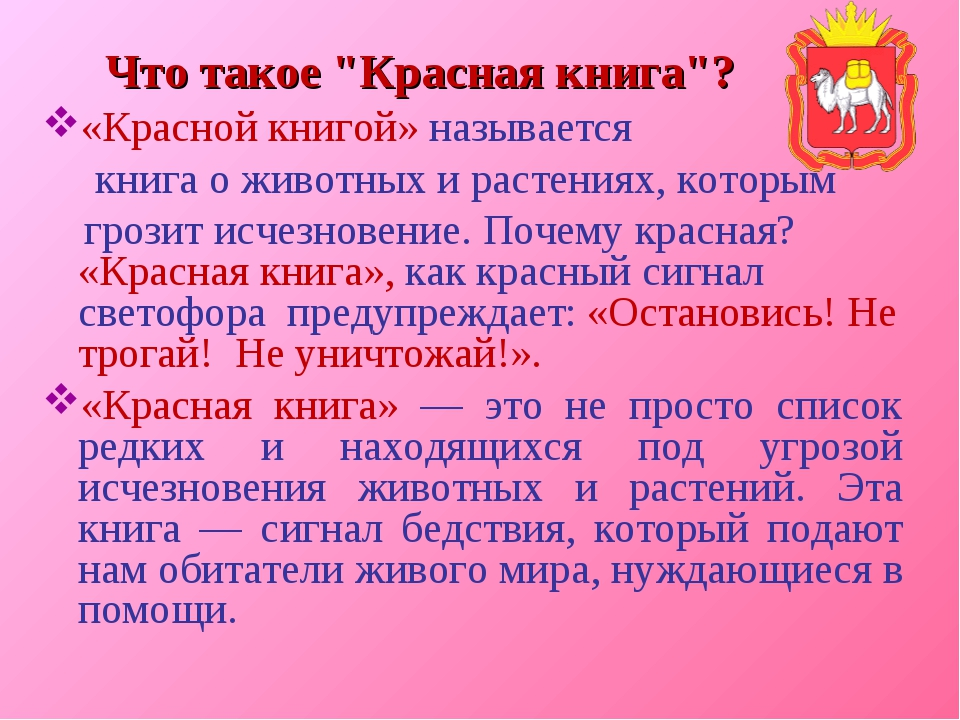 Что такое "Красная книга"?
«Красной книгой» называется
книга о животных и растениях, которым
грозит исчезновение. Почему красная?
«Красная книга», как красный сигнал
светофора предупреждает: «Остановись! Не
трогай! Не уничтожай!».
«Красная книга» — это не просто список
редких и находящихся под угрозой
исчезновения животных и растений. Эта
книга — сигнал бедствия, который подают
нам обитатели живого мира, нуждающиеся в
помощи.